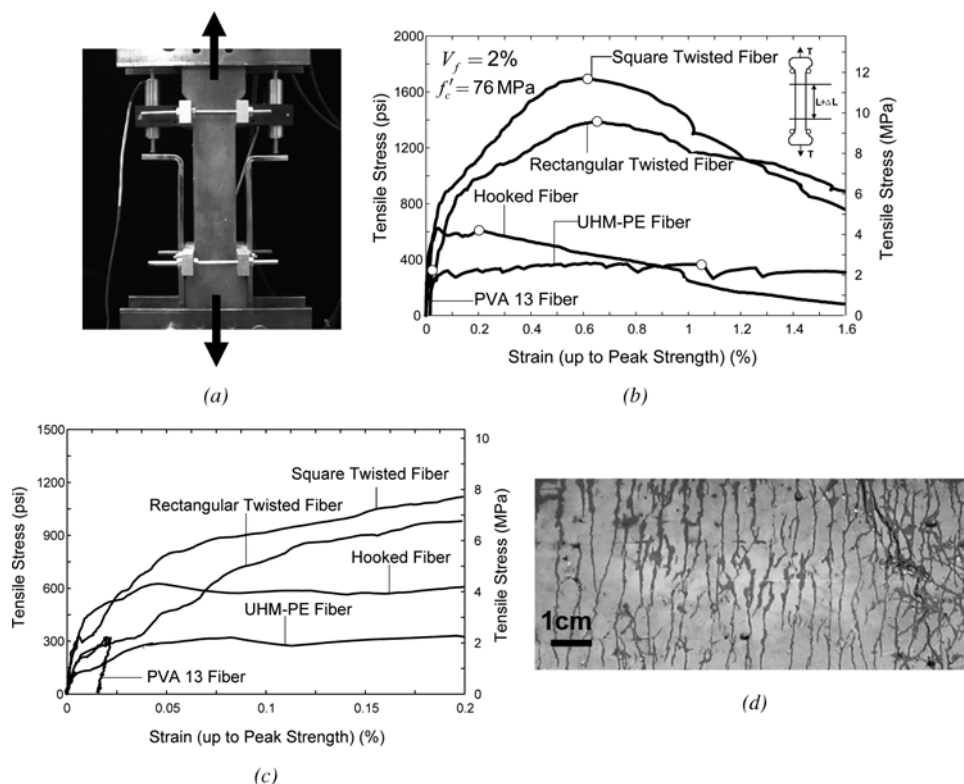 (a)
2000
1600
1200
800
400
0
Tensile Stress (psi)
V_f = 2%
f'_c = 76 MPa
Square Twisted Fiber
Rectangular Twisted Fiber
Hooked Fiber
UHM-PE Fiber
PVA 13 Fiber
T
L+ΔL
T
12
10
8
6
4
2
0
Tensile Stress (MPa)
0 0.2 0.4 0.6 0.8 1 1.2 1.4 1.6
Strain (up to Peak Strength) (%)
(b)
1500
1200
900
600
300
0
Tensile Stress (psi)
Square Twisted Fiber
Rectangular Twisted Fiber
Hooked Fiber
UHM-PE Fiber
PVA 13 Fiber
10
8
6
4
2
0
Tensile Stress (MPa)
0 0.05 0.1 0.15 0.2
Strain (up to Peak Strength) (%)
(c)
1cm
(d)